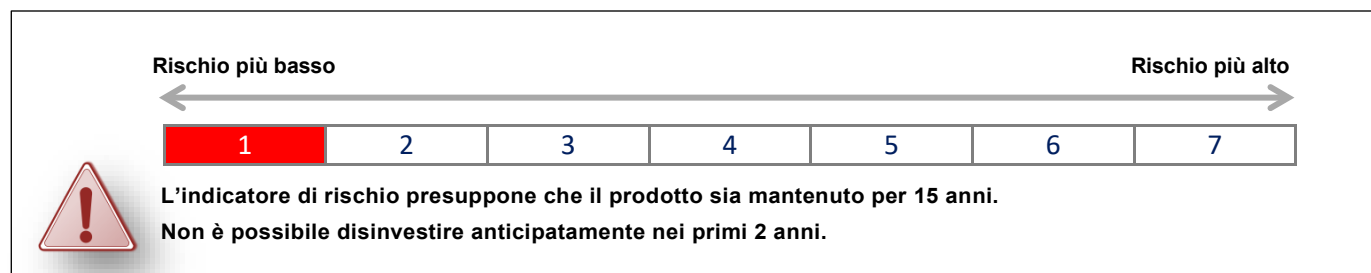 Rischio più basso Rischio più alto
1 2 3 4 5 6 7
L'indicatore di rischio presuppone che il prodotto sia mantenuto per 15 anni.
Non è possibile disinvestire anticipatamente nei primi 2 anni.